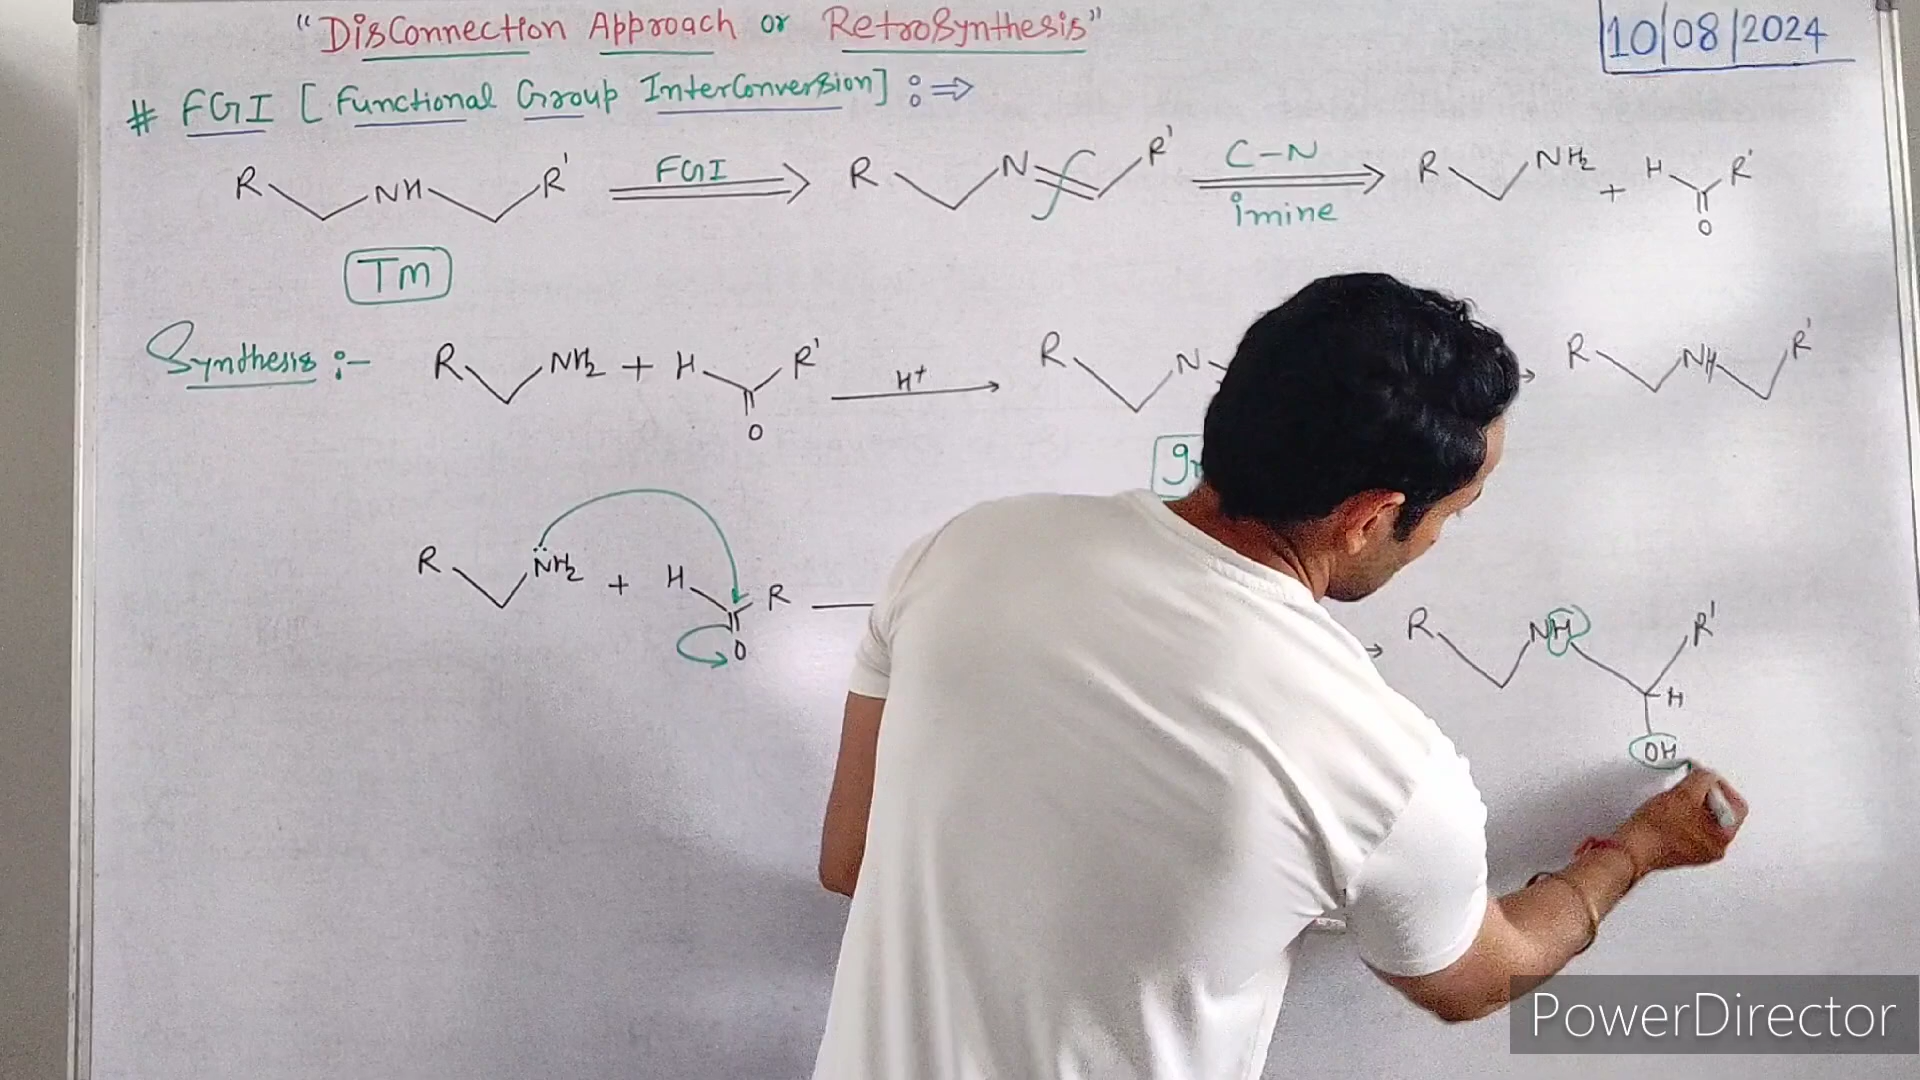 "DisConnection Approach or RetroSynthesis"
10/08/2024
# FGI [Functional Group InterConversion] :⇒
R NH R' FGI R N R' C-N imine R NH2 + H O R'
Tm
Synthesis :- R NH2 + H O R' H+ R N R NH R'
R NH2 + H O R R NH R' H OH
PowerDirector